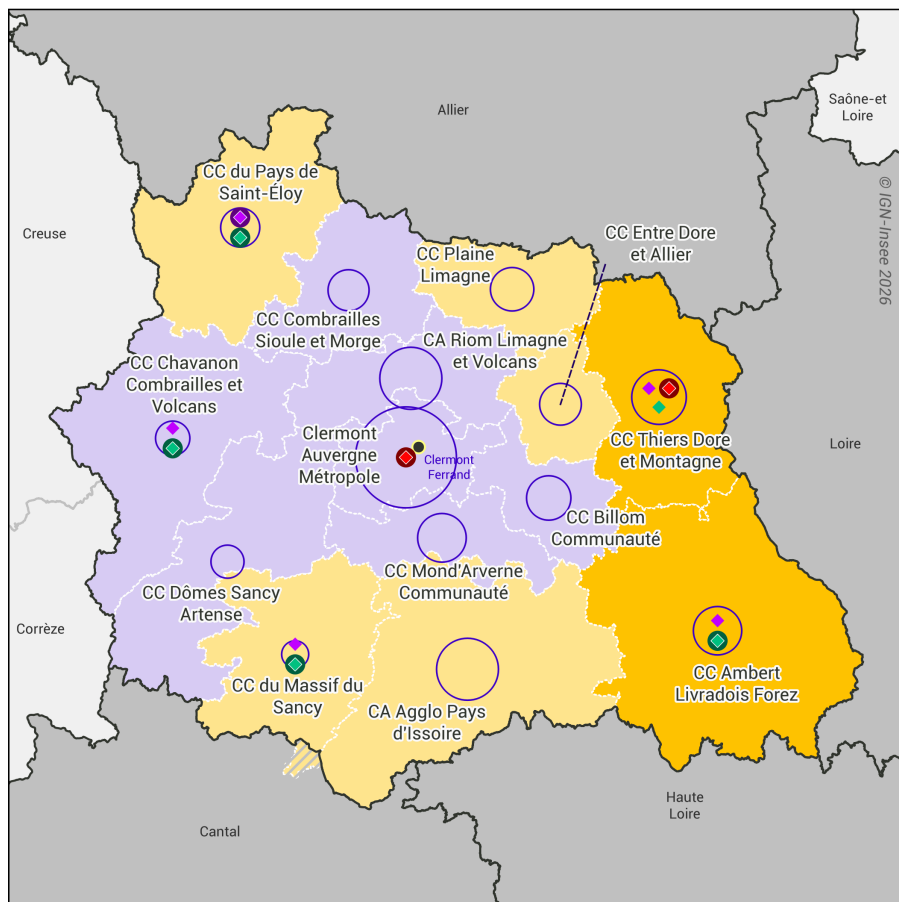 Allier
Saône-et
Loire
CC du Pays de
Saint-Éloy
© IGN-Insee 2026
Creuse
CC Entre Dore
et Allier
CC Plaine
Limagne
CC Combrailles
Sioule et Morge
CA Riom Limagne
et Volcans
CC Chavanon
Combrailles et
Volcans
Clermont
Auvergne
Métropole
Clermont
Ferrand
CC Thiers Dore
et Montagne
Loire
CC Billom
Communauté
CC Mond'Arverne
Communauté
CC Dômes Sancy
Artense
Corrèze
CC du Massif du
Sancy
CA Agglo Pays
d'Issoire
CC Ambert
Livradois Forez
Cantal
Haute
Loire